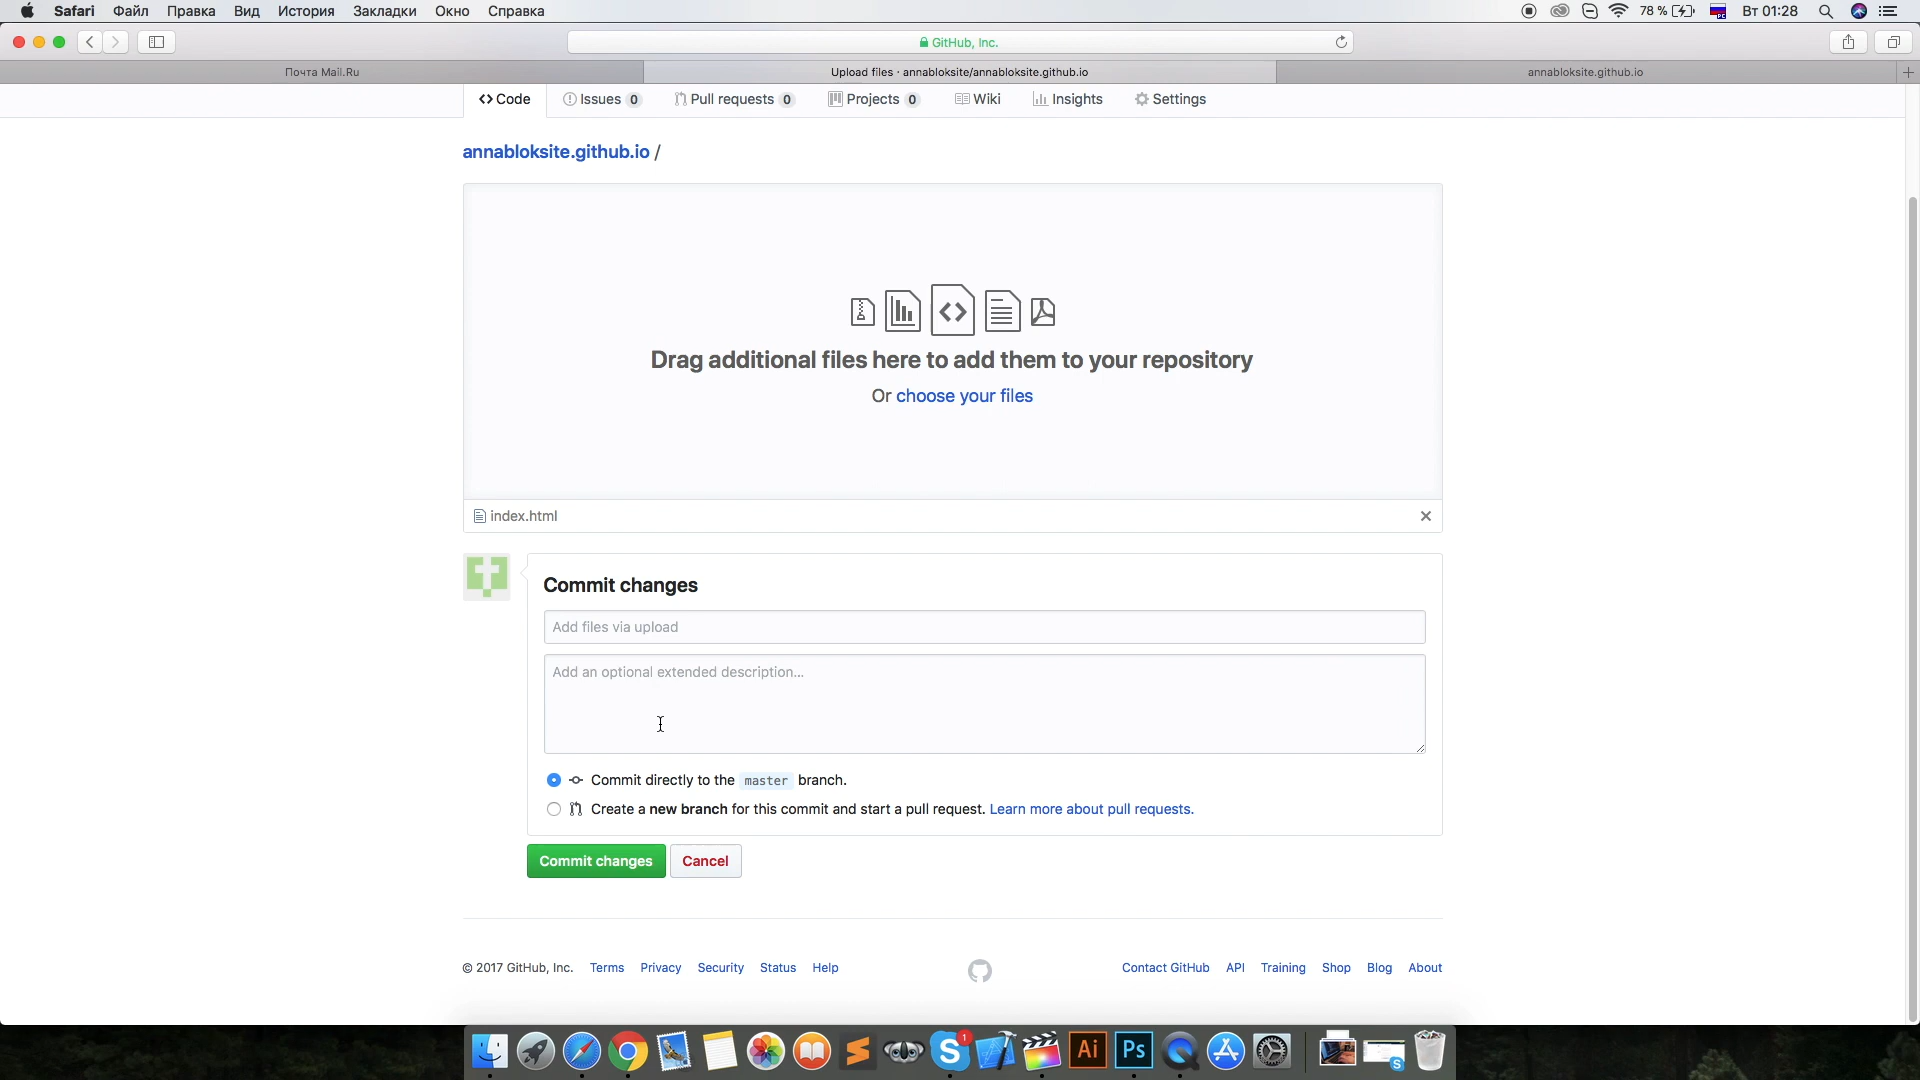 Safari Файл Правка Вид История Закладки Окно Справка 78 % Вт 01:28
GitHub, Inc.
Почта Mail.Ru Upload files · annabloksite/annabloksite.github.io annabloksite.github.io
Code Issues 0 Pull requests 0 Projects 0 Wiki Insights Settings
annabloksite.github.io /
Drag additional files here to add them to your repository
Or choose your files
index.html
Commit changes
Add files via upload
Add an optional extended description...
Commit directly to the master branch.
Create a new branch for this commit and start a pull request. Learn more about pull requests.
Commit changes Cancel
© 2017 GitHub, Inc. Terms Privacy Security Status Help Contact GitHub API Training Shop Blog About
S 1 Ai Ps S